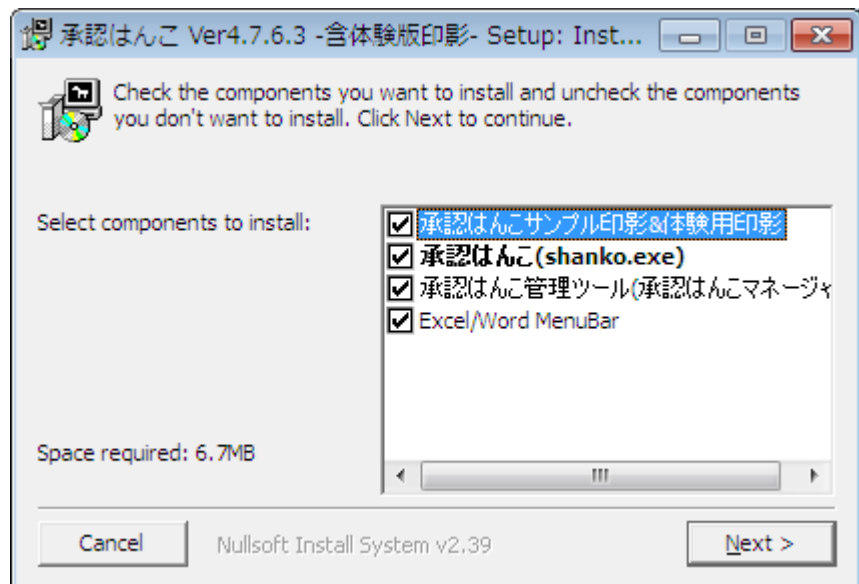 承認はんこ Ver4.7.6.3 -含体験版印影- Setup: Inst...
Check the components you want to install and uncheck the components
you don't want to install. Click Next to continue.
Select components to install:
承認はんこサンプル印影&体験用印影
承認はんこ(shanko.exe)
承認はんこ管理ツール(承認はんこマネージャ
Excel/Word MenuBar
Space required: 6.7MB
Cancel
Nullsoft Install System v2.39
Next >